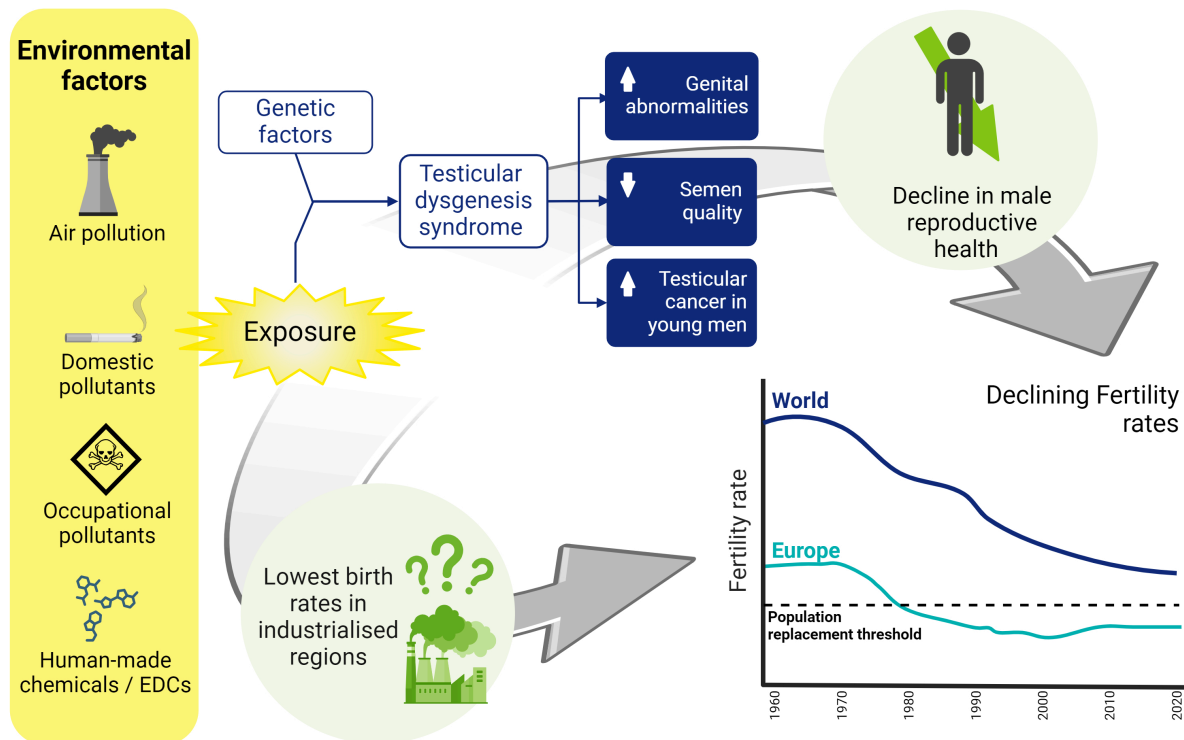 Environmental
factors
Air pollution
Domestic
pollutants
Occupational
pollutants
Human-made
chemicals / EDCs
Genetic
factors
Exposure
Testicular
dysgenesis
syndrome
Genital
abnormalities
Semen
quality
Testicular
cancer in
young men
Decline in male
reproductive
health
Lowest birth
rates in
industrialised
regions
???
Declining Fertility
rates
Fertility rate
World
Europe
Population
replacement threshold
1960
1970
1980
1990
2000
2010
2020